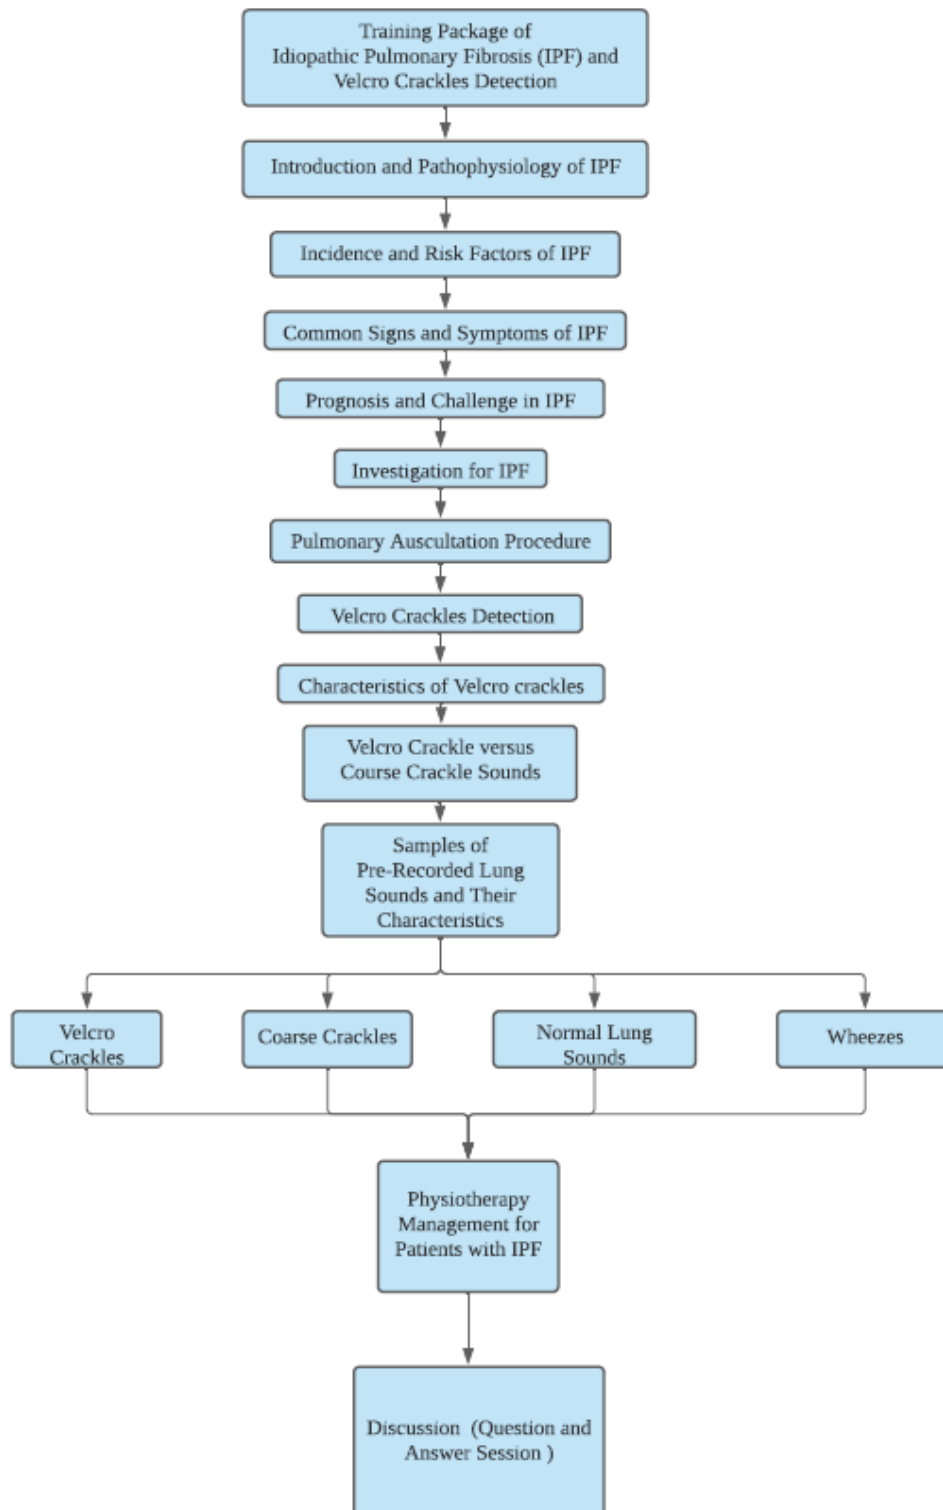 Training Package of
Idiopathic Pulmonary Fibrosis (IPF) and
Velcro Crackles Detection
Introduction and Pathophysiology of IPF
Incidence and Risk Factors of IPF
Common Signs and Symptoms of IPF
Prognosis and Challenge in IPF
Investigation for IPF
Pulmonary Auscultation Procedure
Velcro Crackles Detection
Characteristics of Velcro crackles
Velcro Crackle versus
Course Crackle Sounds
Samples of
Pre-Recorded Lung
Sounds and Their
Characteristics
Velcro
Crackles
Coarse Crackles
Normal Lung
Sounds
Wheezes
Physiotherapy
Management for
Patients with IPF
Discussion (Question and
Answer Session )